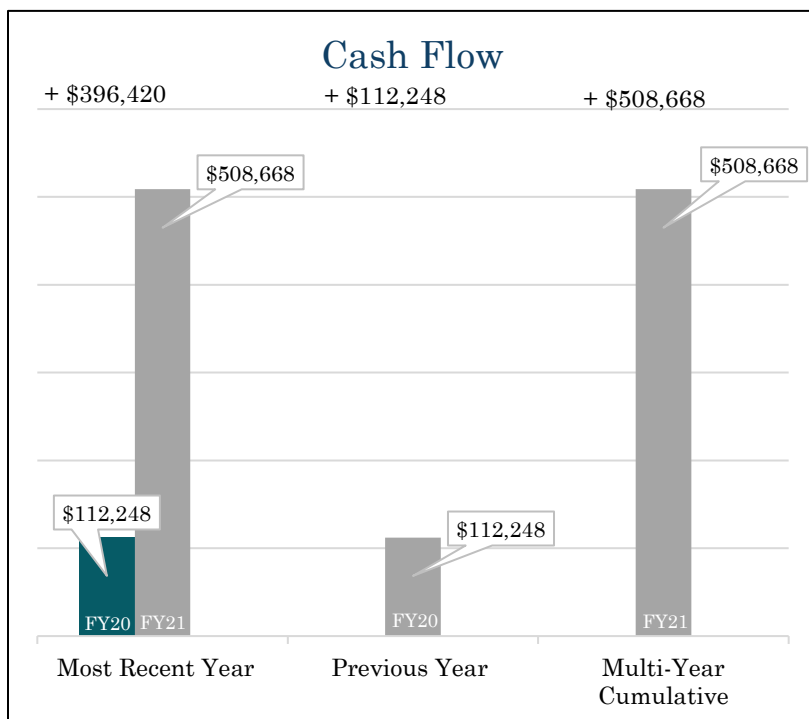 Cash Flow
+ $396,420
+ $112,248
+ $508,668
$508,668
$508,668
$112,248
$112,248
FY20
FY21
FY20
FY21
Most Recent Year
Previous Year
Multi-Year
Cumulative